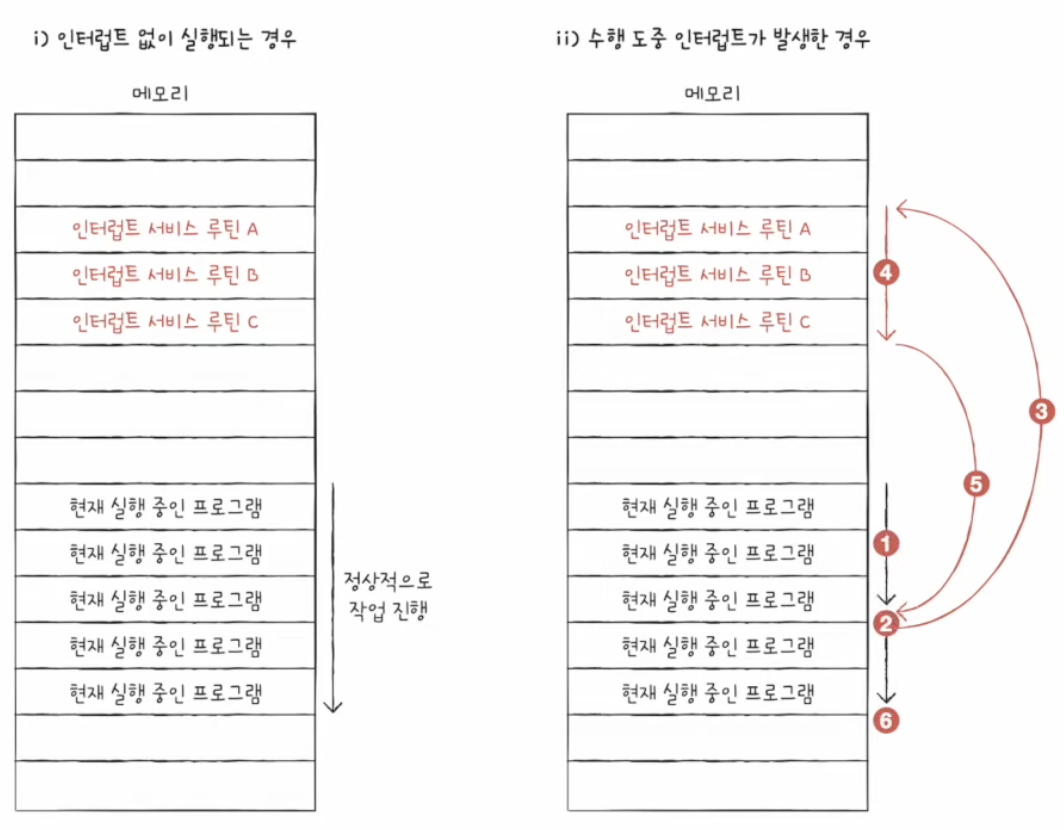 i) 인터럽트 없이 실행되는 경우
메모리
인터럽트 서비스 루틴 A
인터럽트 서비스 루틴 B
인터럽트 서비스 루틴 C
현재 실행 중인 프로그램
현재 실행 중인 프로그램
현재 실행 중인 프로그램
현재 실행 중인 프로그램
현재 실행 중인 프로그램
정상적으로
작업 진행
ii) 수행 도중 인터럽트가 발생한 경우
메모리
인터럽트 서비스 루틴 A
인터럽트 서비스 루틴 B
인터럽트 서비스 루틴 C
현재 실행 중인 프로그램
현재 실행 중인 프로그램
현재 실행 중인 프로그램
현재 실행 중인 프로그램
현재 실행 중인 프로그램
4
3
5
1
2
6